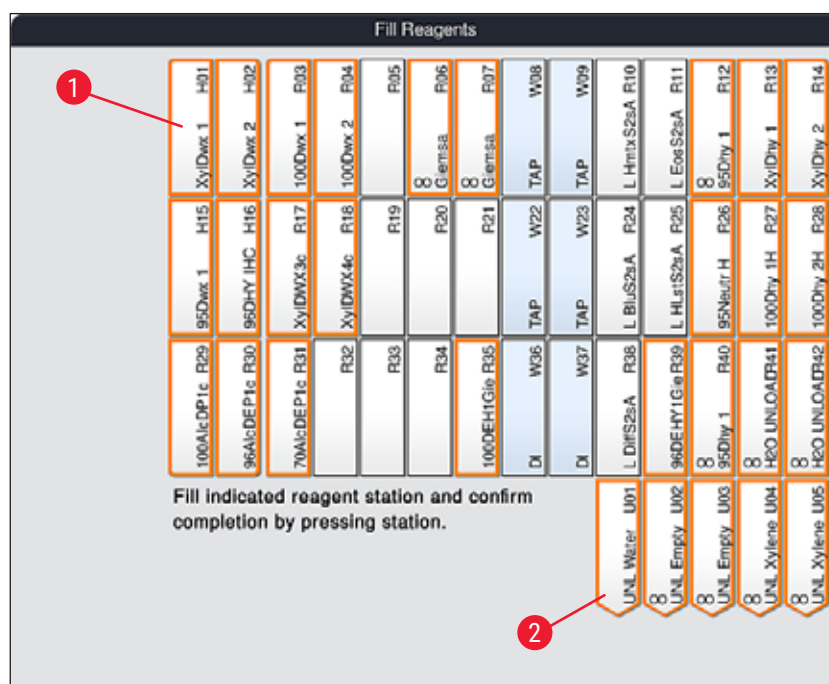 Fill Reagents
1
XylDwx 1 H01
XylDwx 2 H02
100Dwx 1 R03
100Dwx 2 R04
R05
∞ Giemsa R06
∞ Giemsa R07
TAP W08
TAP W09
L HmtxS2sA R10
L EosS2sA R11
∞ 95Dhy 1 R12
XylDhy 1 R13
XylDhy 2 R14
95Dwx 1 H15
96DHY IHC H16
XylDWX3c R17
XylDWX4c R18
R19
R20
R21
TAP W22
TAP W23
L BluS2sA R24
L HLstS2sA R25
95Neutr H R26
100Dhy 1H R27
100Dhy 2H R28
100AlcDP1c R29
96AlcDEP1c R30
70AlcDEP1c R31
R32
R33
R34
100DEH1Gie R35
DI W36
DI W37
L DiffS2sA R38
96DEHY1Gie R39
∞ 95Dhy 1 R40
∞ H2O UNLOAD R41
∞ H2O UNLOAD R42
Fill indicated reagent station and confirm
completion by pressing station.
UNL Water U01
∞ UNL Empty U02
∞ UNL Empty U03
∞ UNL Xylene U04
∞ UNL Xylene U05
2